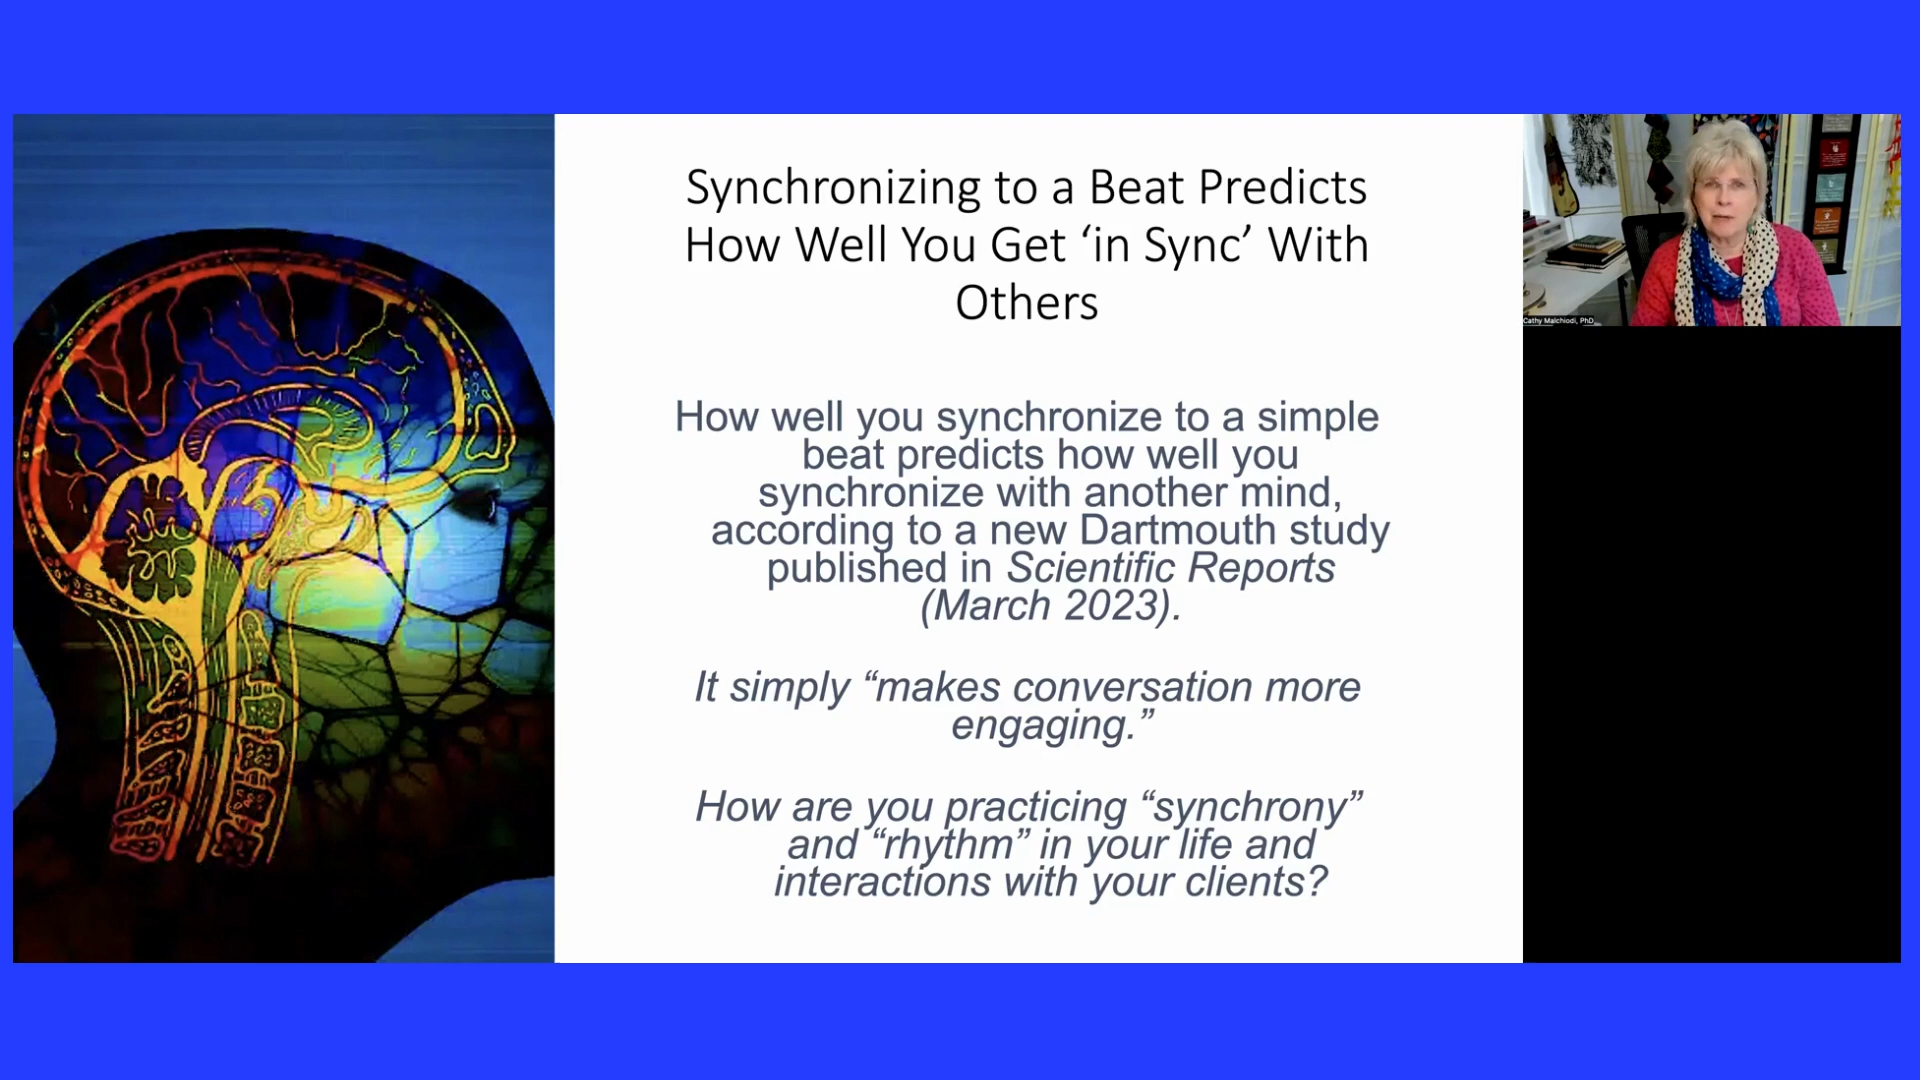 Synchronizing to a Beat Predicts
How Well You Get ‘in Sync’ With
Others
How well you synchronize to a simple
beat predicts how well you
synchronize with another mind,
according to a new Dartmouth study
published in Scientific Reports
(March 2023).
It simply “makes conversation more
engaging.”
How are you practicing “synchrony”
and “rhythm” in your life and
interactions with your clients?
Cathy Malchiodi, PhD